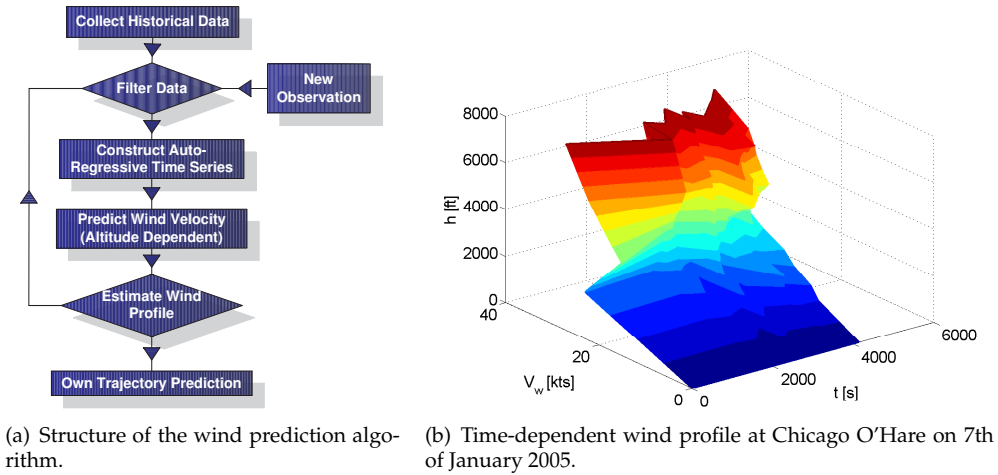 Collect Historical Data
Filter Data
New
Observation
Construct Auto-
Regressive Time Series
Predict Wind Velocity
(Altitude Dependent)
Estimate Wind
Profile
Own Trajectory Prediction
8000
6000
4000
2000
0
h [ft]
40
20
0
V_w [kts]
0
2000
4000
6000
t [s]
(a) Structure of the wind prediction algo-
rithm.
(b) Time-dependent wind profile at Chicago O'Hare on 7th
of January 2005.